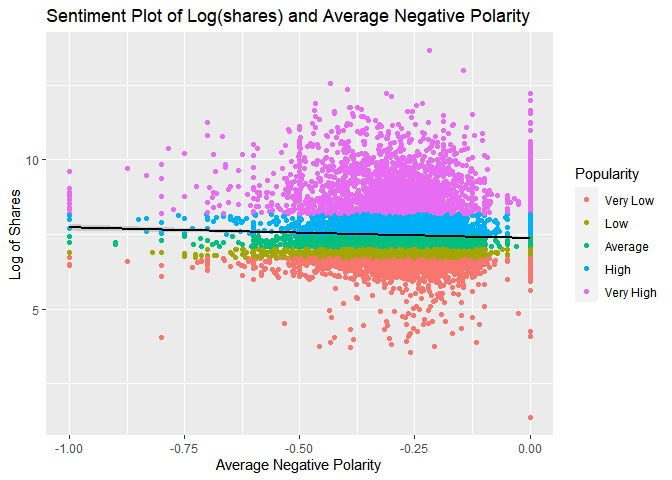 Sentiment Plot of Log(shares) and Average Negative Polarity
Log of Shares
10
5
-1.00
-0.75
-0.50
-0.25
0.00
Average Negative Polarity
Popularity
Very Low
Low
Average
High
Very High